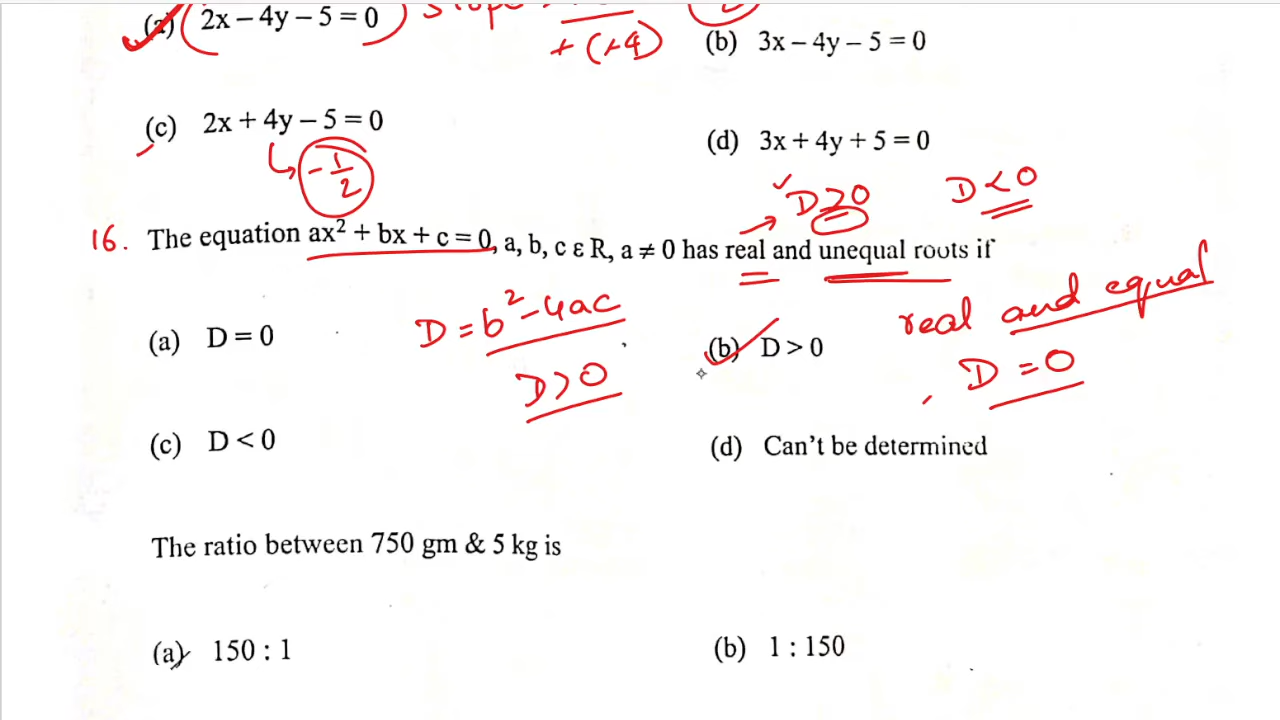 (a) 2x – 4y – 5 = 0 slope
+ (+4)
(b) 3x – 4y – 5 = 0
(c) 2x + 4y – 5 = 0
- 1/2
(d) 3x + 4y + 5 = 0
D ≥ 0 D < 0
16. The equation ax² + bx + c = 0, a, b, c ε R, a ≠ 0 has real and unequal roots if
real and equal
D = 0
(a) D = 0
D = b² - 4ac
D > 0
(b) D > 0
(c) D < 0
(d) Can't be determined
The ratio between 750 gm & 5 kg is
(a) 150 : 1
(b) 1 : 150